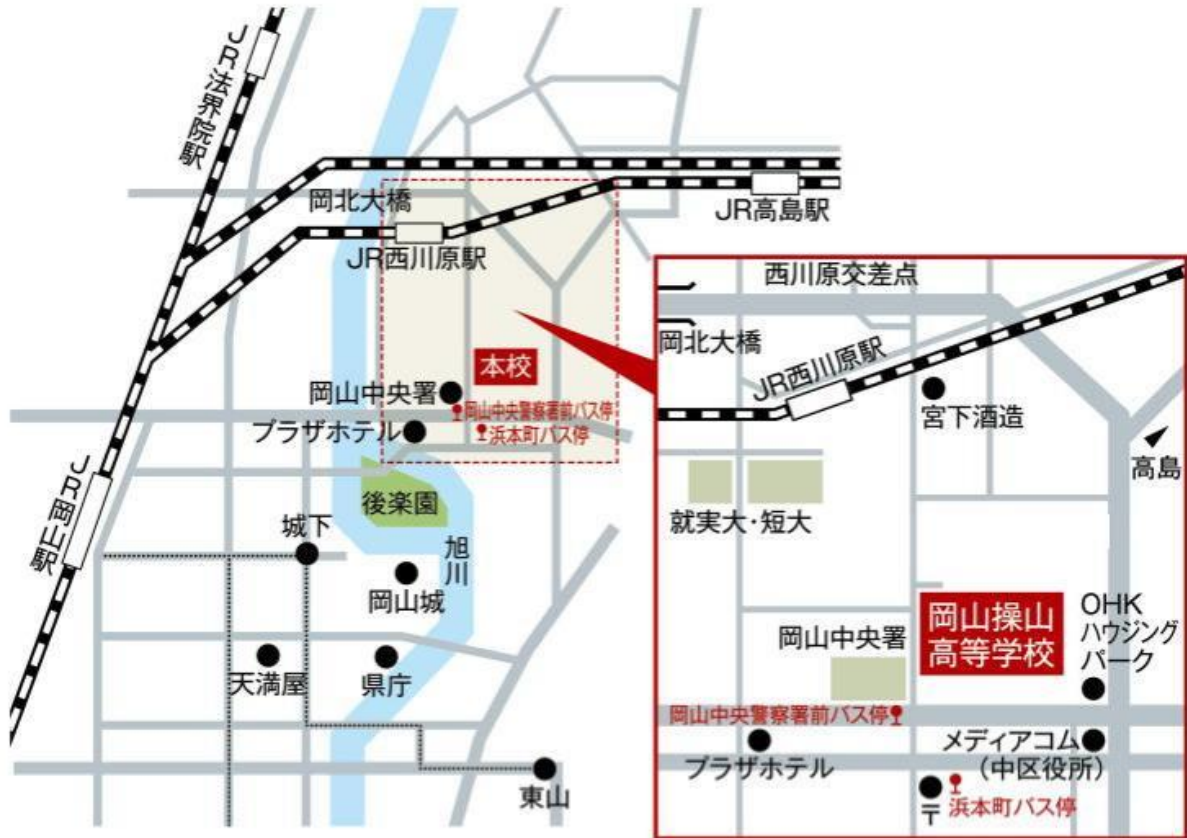 JR法界院駅
岡北大橋
JR高島駅
JR西川原駅
本校
岡山中央署
岡山中央警察署前バス停
プラザホテル
浜本町バス停
後楽園
JR岡山駅
城下
旭川
岡山城
天満屋
県庁
東山
西川原交差点
岡北大橋
JR西川原駅
宮下酒造
高島
就実大・短大
岡山操山
高等学校
OHK
ハウジング
パーク
岡山中央署
岡山中央警察署前バス停
プラザホテル
メディアコム
(中区役所)
〒
浜本町バス停